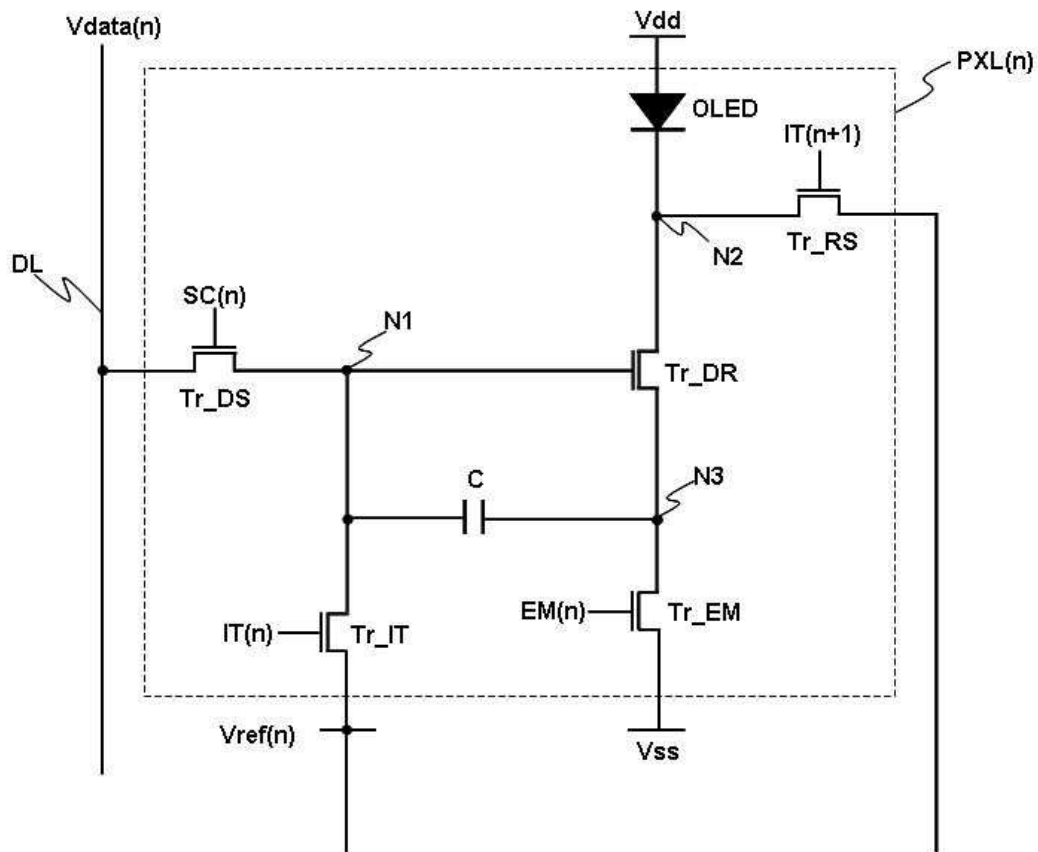 Vdata(n)
Vdd
PXL(n)
OLED
IT(n+1)
Tr_RS
N2
DL
SC(n)
N1
Tr_DS
Tr_DR
C
N3
EM(n)
Tr_EM
IT(n)
Tr_IT
Vref(n)
Vss